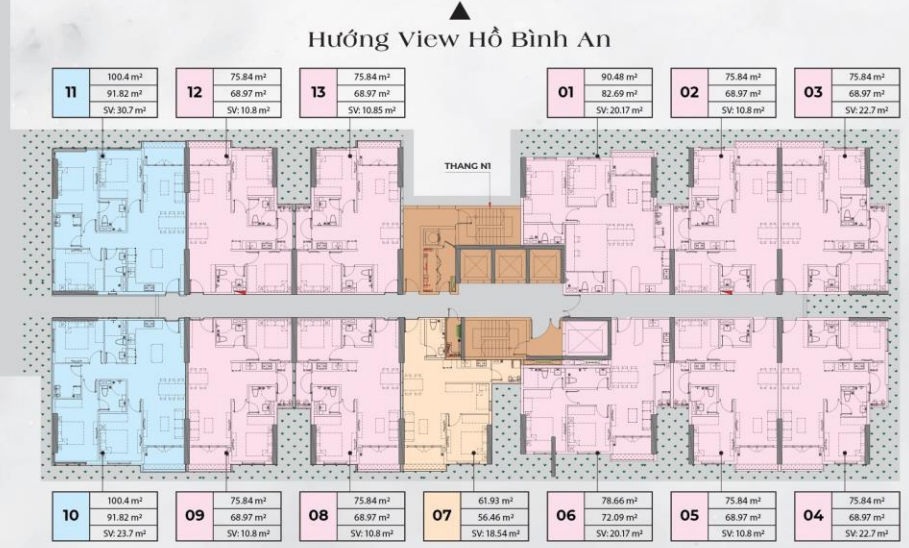 Hướng View Hồ Bình An
11
100.4 m²
91.82 m²
SV: 30.7 m²
12
75.84 m²
68.97 m²
SV: 10.8 m²
13
75.84 m²
68.97 m²
SV: 10.85 m²
01
90.48 m²
82.69 m²
SV: 20.17 m²
02
75.84 m²
68.97 m²
SV: 10.8 m²
03
75.84 m²
68.97 m²
SV: 22.7 m²
THANG N1
10
100.4 m²
91.82 m²
SV: 23.7 m²
09
75.84 m²
68.97 m²
SV: 10.8 m²
08
75.84 m²
68.97 m²
SV: 10.8 m²
07
61.93 m²
56.46 m²
SV: 18.54 m²
06
78.66 m²
72.09 m²
SV: 20.17 m²
05
75.84 m²
68.97 m²
SV: 10.8 m²
04
75.84 m²
68.97 m²
SV: 22.7 m²